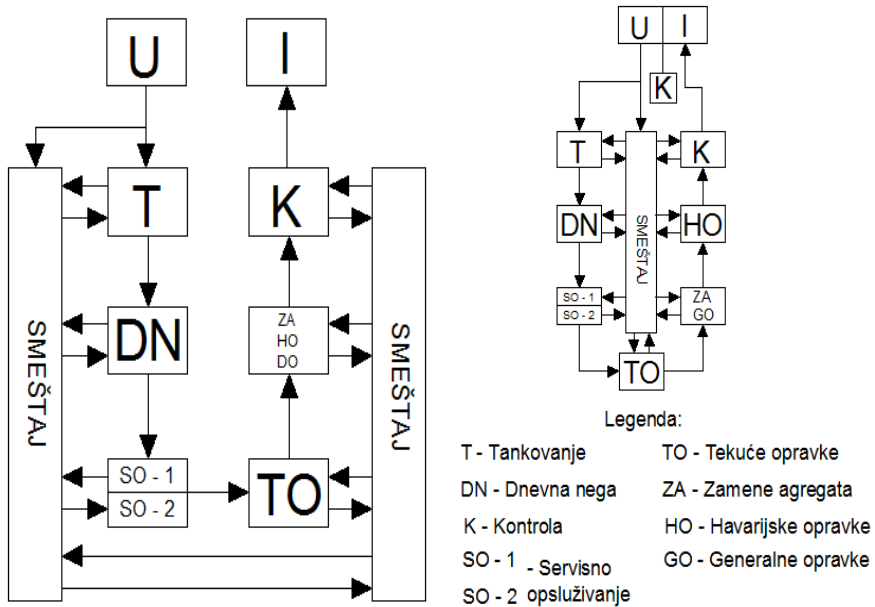 U
I
T
K
DN
ZA
HO
DO
SMEŠTAJ
SMEŠTAJ
SO - 1
SO - 2
TO
U
I
K
T
K
DN
HO
SMEŠTAJ
SO - 1
SO - 2
ZA
GO
TO
Legenda:
T - Tankovanje
TO - Tekuće opravke
DN - Dnevna nega
ZA - Zamene agregata
K - Kontrola
HO - Havarijske opravke
SO - 1
- Servisno
GO - Generalne opravke
SO - 2
opsluživanje